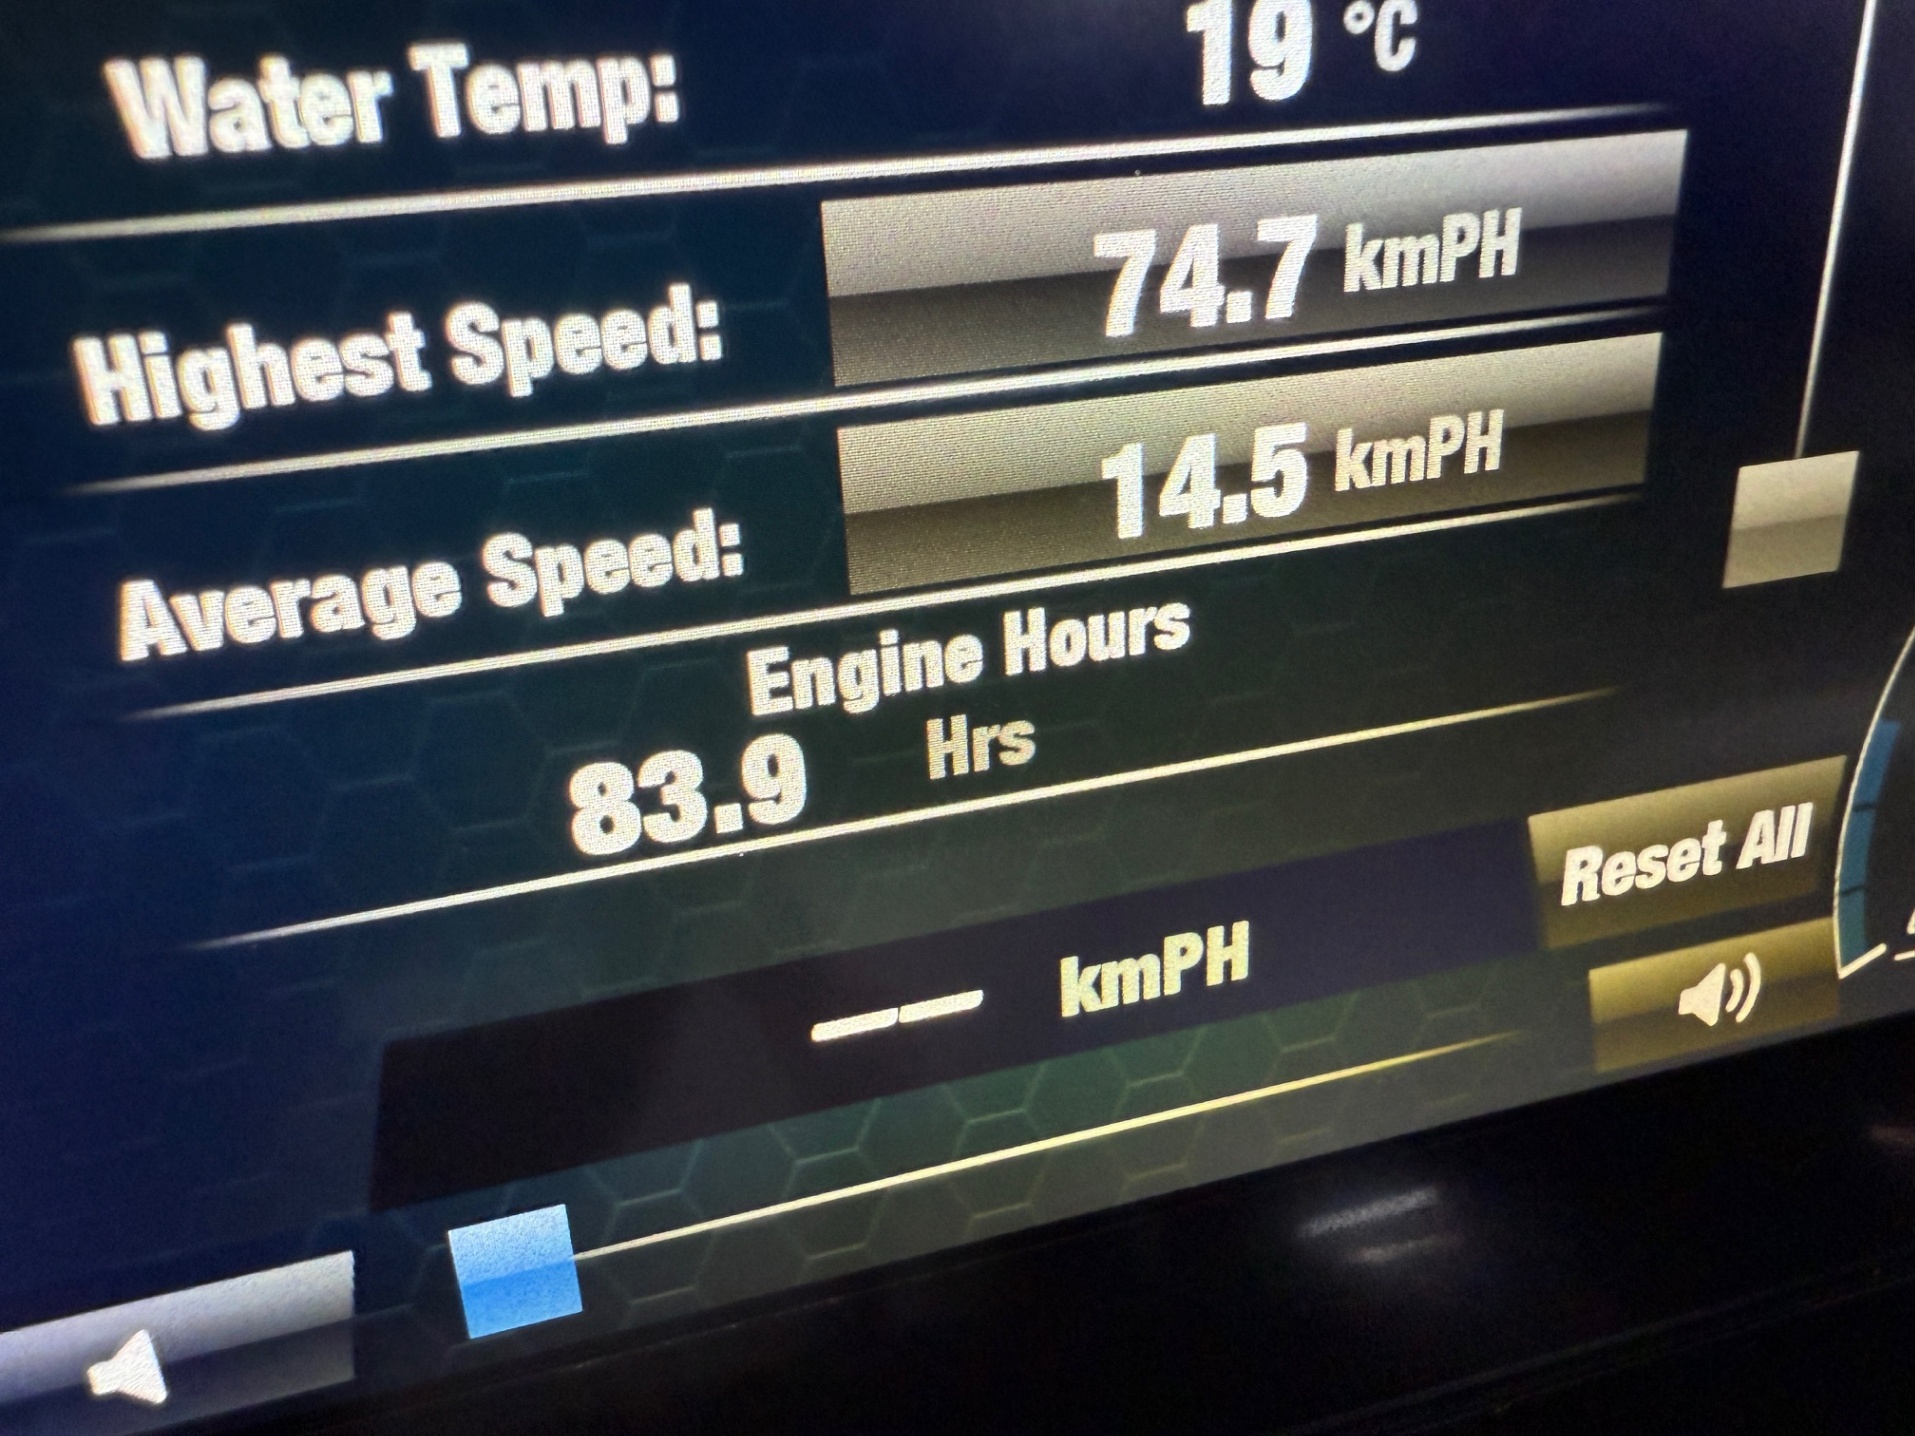 Water Temp: 19 °C
Highest Speed: 74.7 kmPH
Average Speed: 14.5 kmPH
Engine Hours
83.9 Hrs
Reset All
-- kmPH